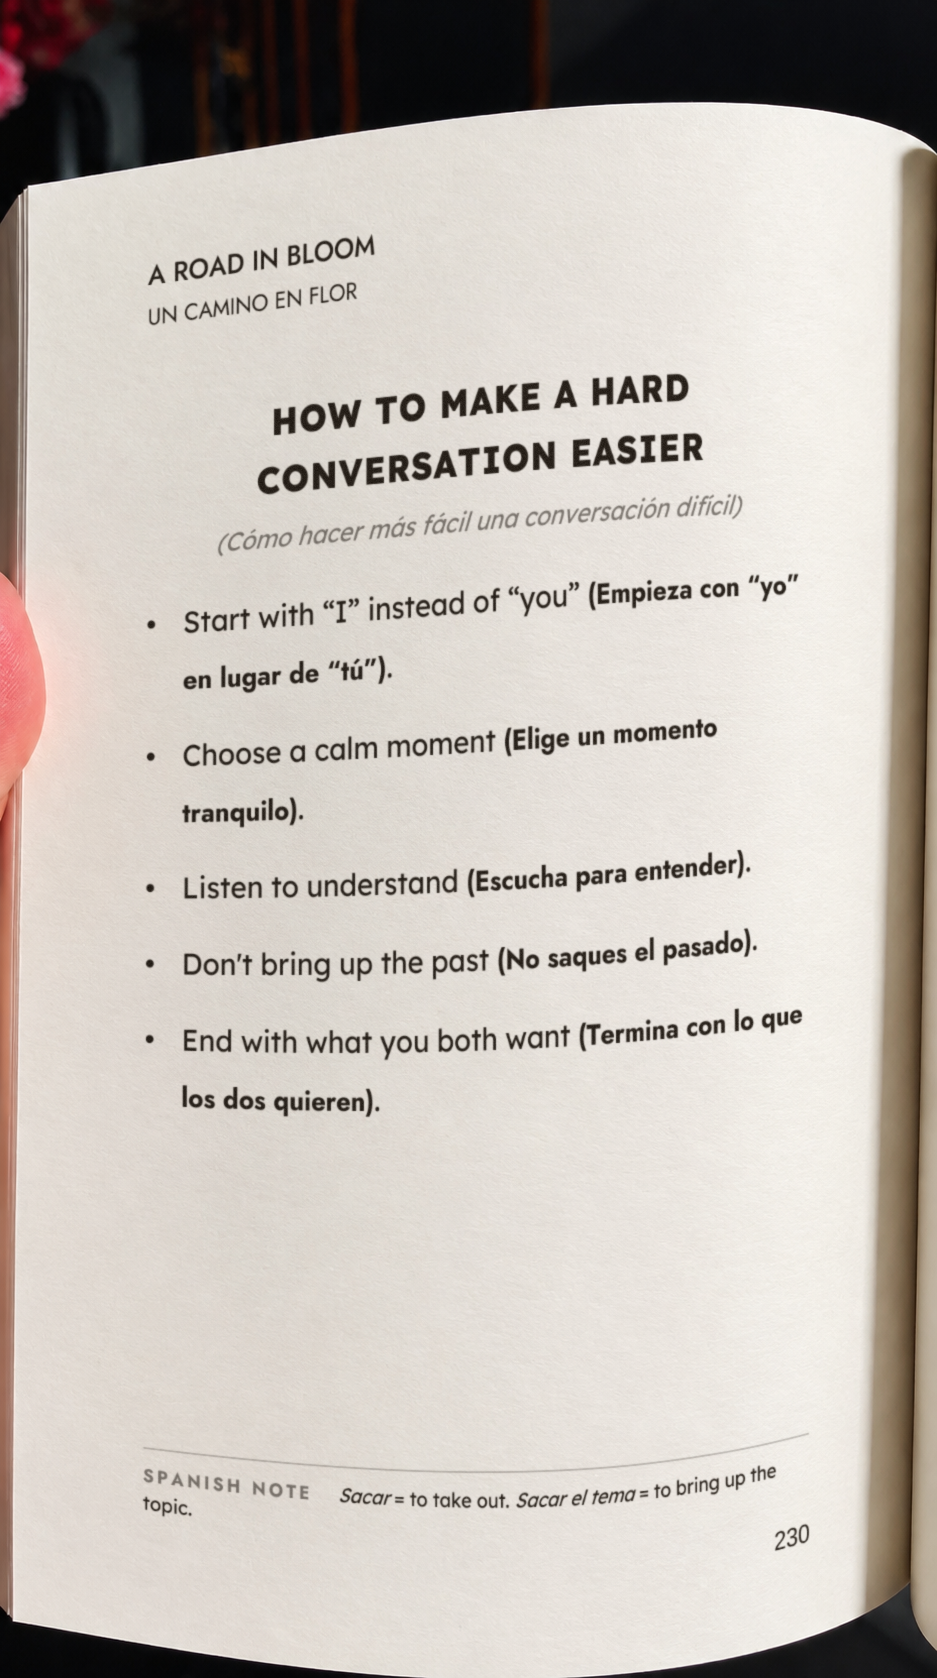 A ROAD IN BLOOM
UN CAMINO EN FLOR
HOW TO MAKE A HARD
CONVERSATION EASIER
(Cómo hacer más fácil una conversación difícil)
• Start with “I” instead of “you” (Empieza con “yo”
en lugar de “tú”).
• Choose a calm moment (Elige un momento
tranquilo).
• Listen to understand (Escucha para entender).
• Don't bring up the past (No saques el pasado).
• End with what you both want (Termina con lo que
los dos quieren).
SPANISH NOTE Sacar = to take out. Sacar el tema = to bring up the
topic.
230